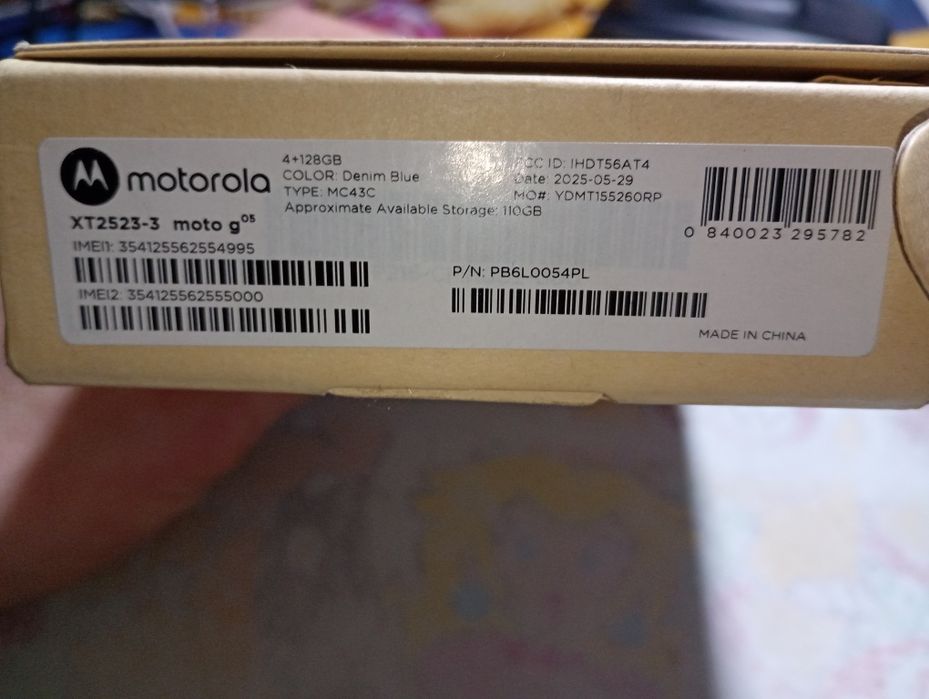 motorola
4+128GB
COLOR: Denim Blue
TYPE: MC43C
Approximate Available Storage: 110GB
FCC ID: IHDT56AT4
Date: 2025-05-29
MO#: YDMT155260RP
0 840023 295782
XT2523-3 moto g05
IMEI1: 354125562554995
IMEI2: 354125562555000
P/N: PB6L0054PL
MADE IN CHINA